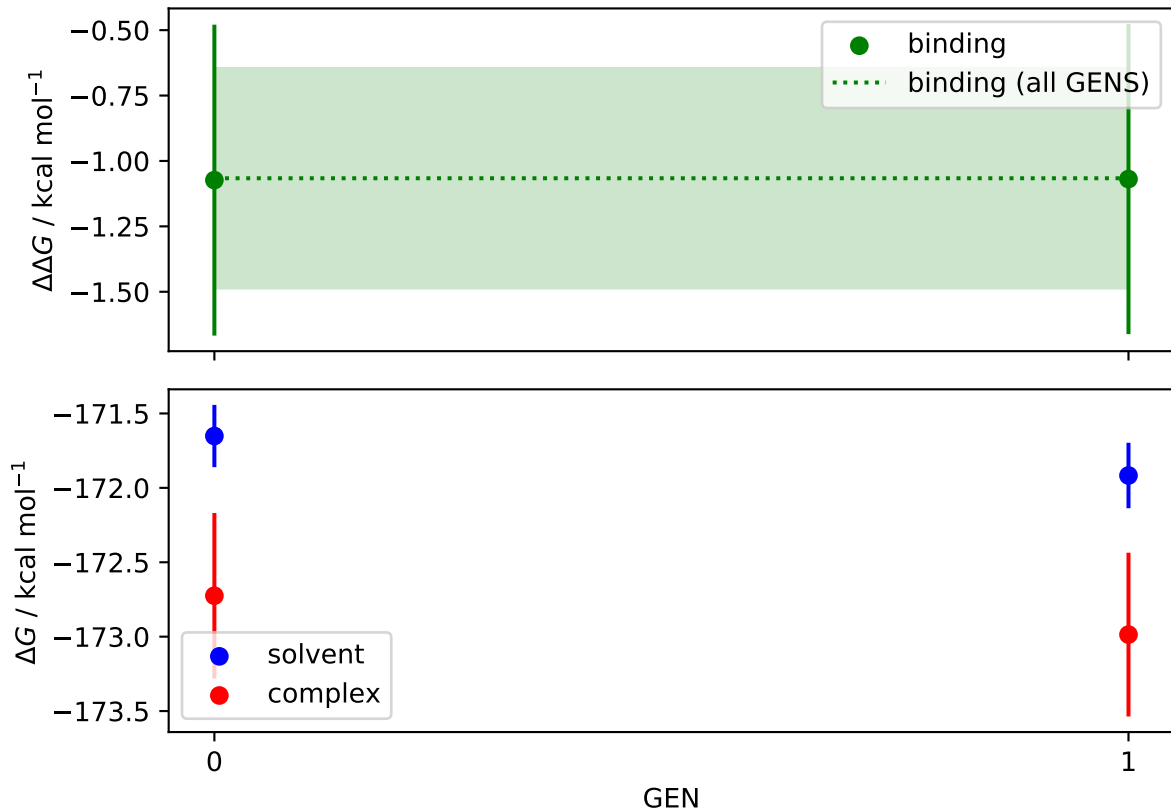 −0.50
−0.75
−1.00
−1.25
−1.50
ΔΔG / kcal mol⁻¹
binding
binding (all GENS)
−171.5
−172.0
−172.5
−173.0
−173.5
ΔG / kcal mol⁻¹
solvent
complex
0
1
GEN